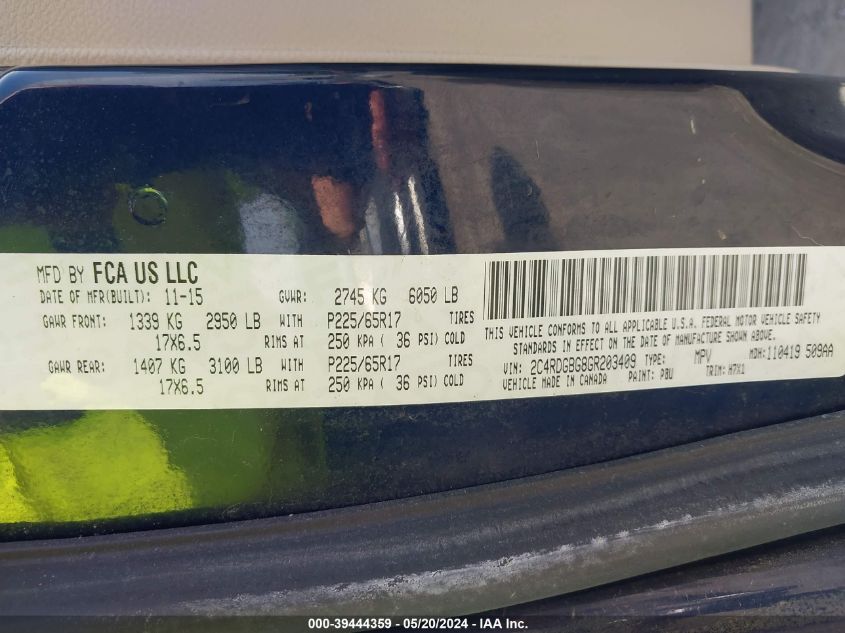 MFD BY FCA US LLC
DATE OF MFR(BUILT): 11-15 GVWR: 2745 KG 6050 LB
GAWR FRONT: 1339 KG 2950 LB WITH P225/65R17 TIRES
17X6.5 RIMS AT 250 KPA ( 36 PSI) COLD
GAWR REAR: 1407 KG 3100 LB WITH P225/65R17 TIRES
17X6.5 RIMS AT 250 KPA ( 36 PSI) COLD
THIS VEHICLE CONFORMS TO ALL APPLICABLE U.S.A. FEDERAL MOTOR VEHICLE SAFETY
STANDARDS IN EFFECT ON THE DATE OF MANUFACTURE SHOWN ABOVE.
VIN: 2C4RDGBG8GR203409 TYPE: MPV MDH: 110419 509AA
VEHICLE MADE IN CANADA PAINT: PBU TRIM: H7X1
000-39444359 - 05/20/2024 - IAA Inc.